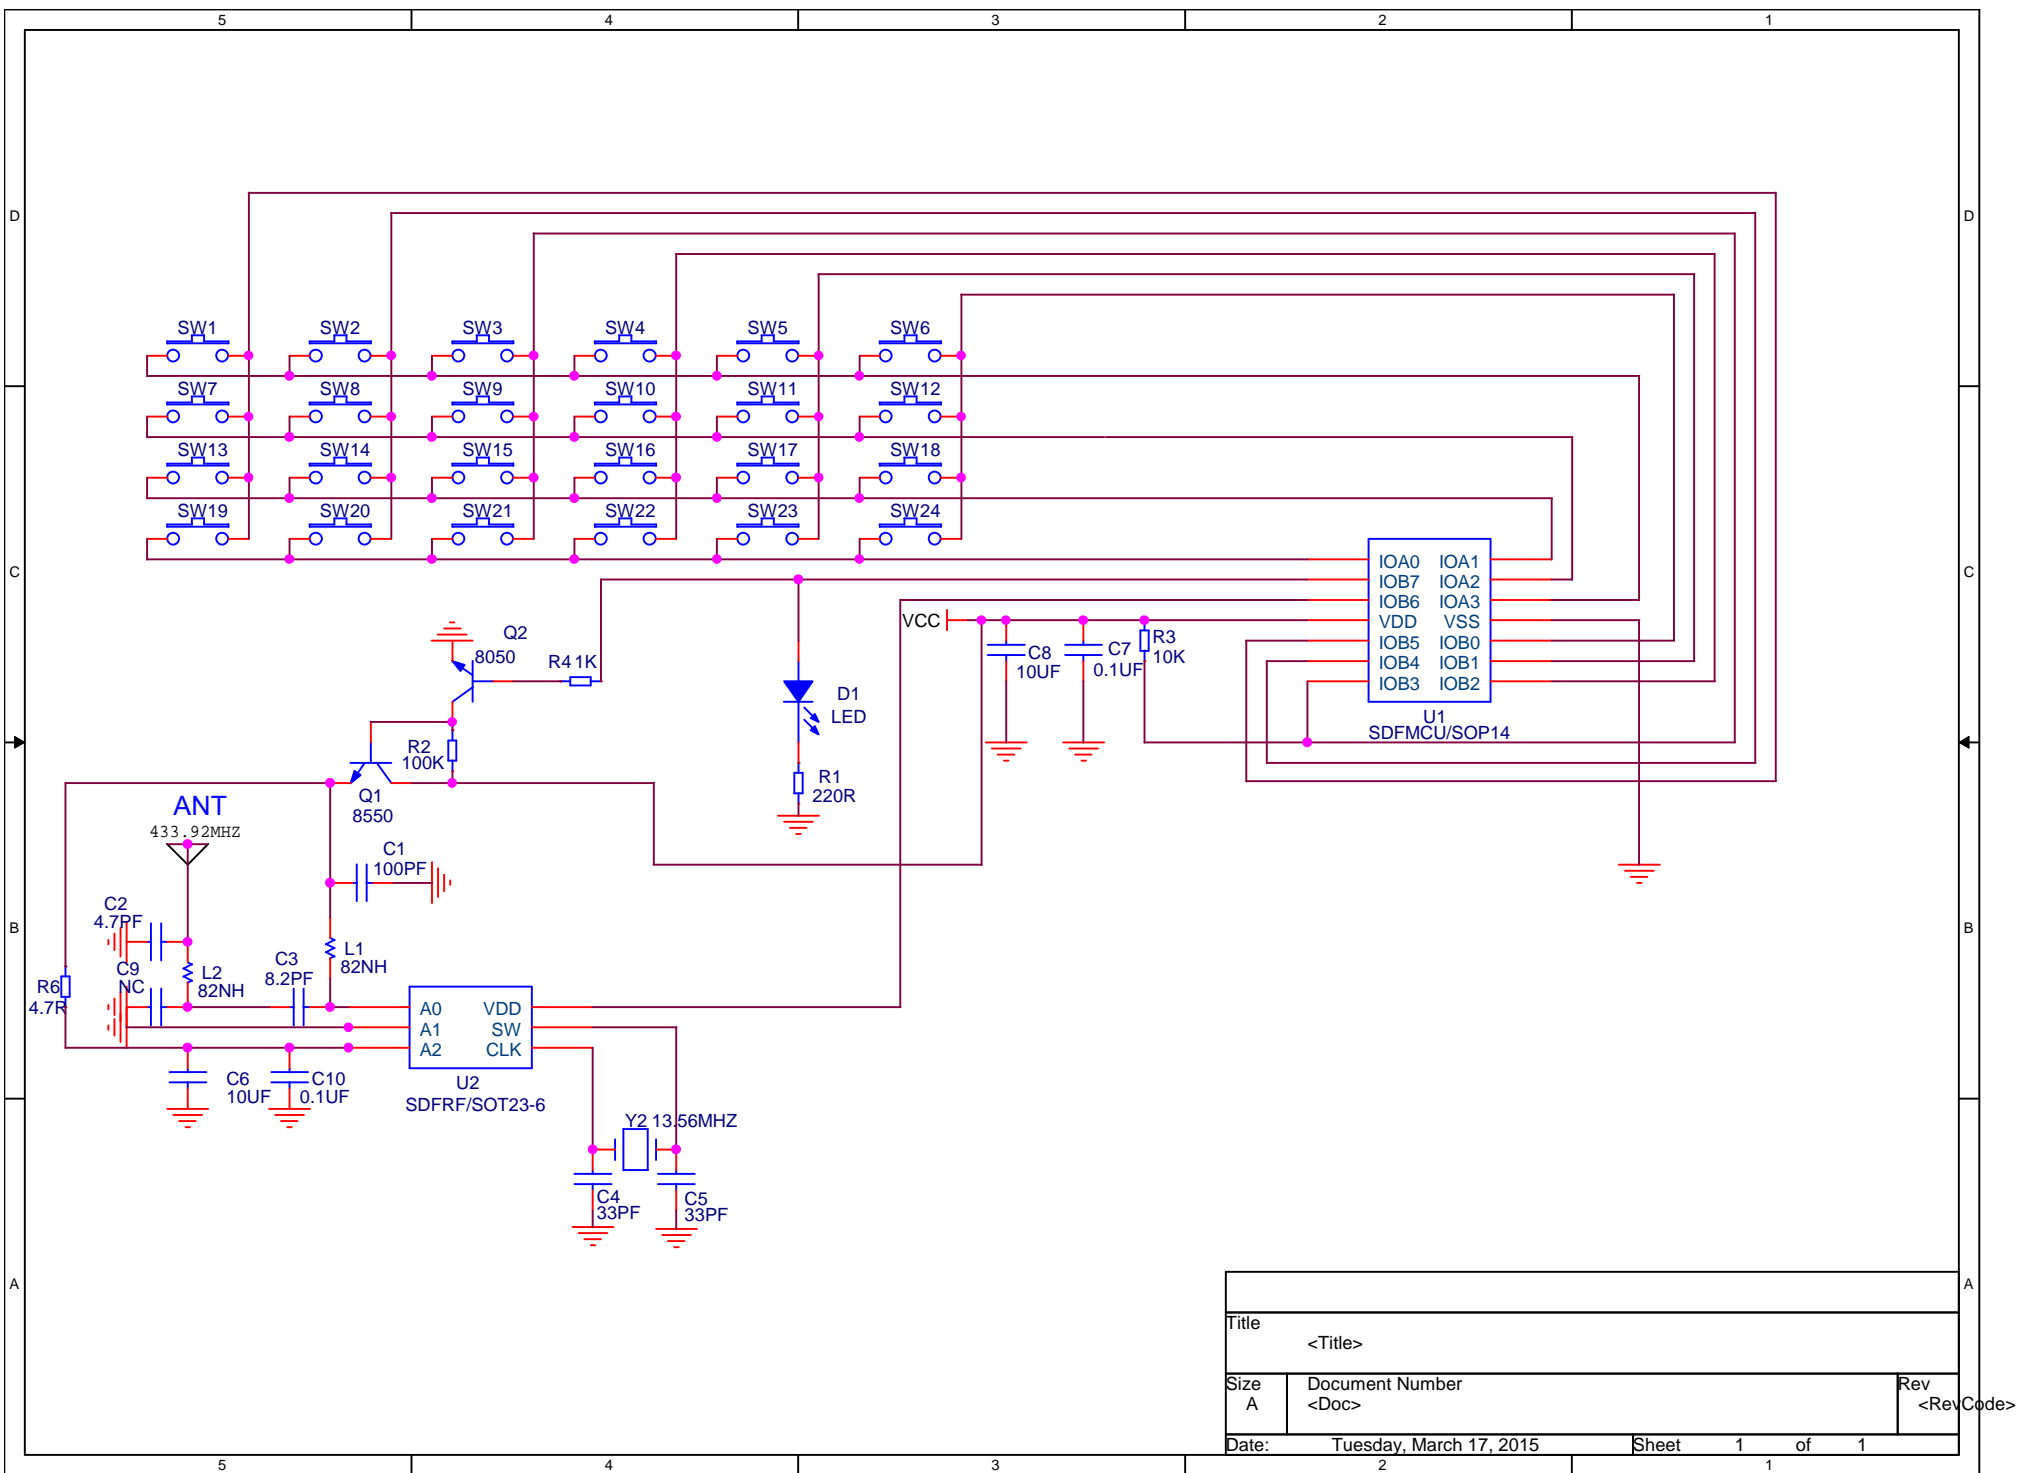 5 4 3 2 1
D D
SW1 SW2 SW3 SW4 SW5 SW6
SW7 SW8 SW9 SW10 SW11 SW12
SW13 SW14 SW15 SW16 SW17 SW18
SW19 SW20 SW21 SW22 SW23 SW24
C C
IOA0 IOA1
IOB7 IOA2
IOB6 IOA3
VDD VSS
IOB5 IOB0
IOB4 IOB1
IOB3 IOB2
U1
SDFMCU/SOP14
VCC
C8
10UF
C7
0.1UF
R3
10K
Q2
8050
R4 1K
D1
LED
R1
220R
R2
100K
Q1
8550
ANT
433.92MHZ
C1
100PF
B B
C2
4.7PF
C9
NC
L2
82NH
C3
8.2PF
L1
82NH
R6
4.7R
A0 VDD
A1 SW
A2 CLK
U2
SDFRF/SOT23-6
C6
10UF
C10
0.1UF
Y2 13.56MHZ
C4
33PF
C5
33PF
A A
Title
<Title>
Size Document Number Rev
A <Doc> <RevCode>
Date: Tuesday, March 17, 2015 Sheet 1 of 1
5 4 3 2 1